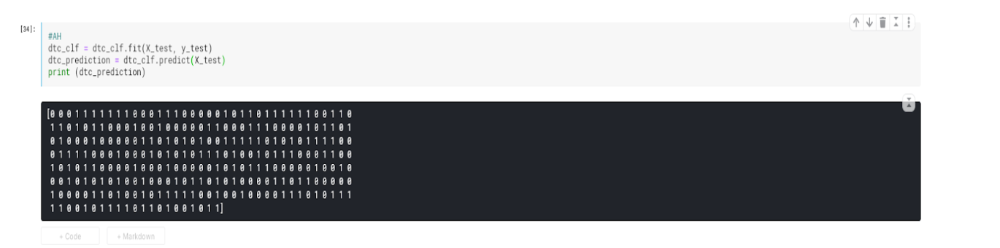 [34]:
#AH
dtc_clf = dtc_clf.fit(X_test, y_test)
dtc_prediction = dtc_clf.predict(X_test)
print (dtc_prediction)
[0 0 0 1 1 1 1 1 1 1 0 0 0 1 1 1 0 0 0 0 0 1 0 1 1 0 1 1 1 1 1 1 0 0 1 1 0
1 1 0 1 0 1 1 0 0 0 1 0 0 1 0 0 0 0 0 1 1 0 0 0 1 1 1 0 0 0 0 1 0 1 1 0 1
0 1 0 0 0 1 0 0 0 0 0 1 1 0 1 0 1 0 1 0 0 1 1 1 1 1 0 1 0 1 0 1 1 1 1 0 0
0 1 1 1 1 0 0 0 1 0 0 0 1 0 1 0 1 0 1 1 1 0 1 0 0 1 0 1 1 1 0 0 0 1 1 0 0
1 0 1 0 1 1 0 0 0 0 1 0 0 0 1 0 0 0 0 0 1 0 1 0 1 1 1 0 0 0 0 0 1 0 0 1 0
0 0 1 0 1 0 1 0 1 0 0 1 0 0 0 1 0 1 1 0 1 0 1 0 0 0 0 1 1 0 1 1 0 0 0 0 0
1 0 0 0 0 1 1 0 1 0 0 1 0 1 1 1 1 1 0 0 1 0 0 1 0 0 0 0 1 1 1 0 1 0 1 1 1
1 1 0 0 1 0 1 1 1 1 0 1 1 0 1 0 0 1 0 1 1]
+ Code + Markdown